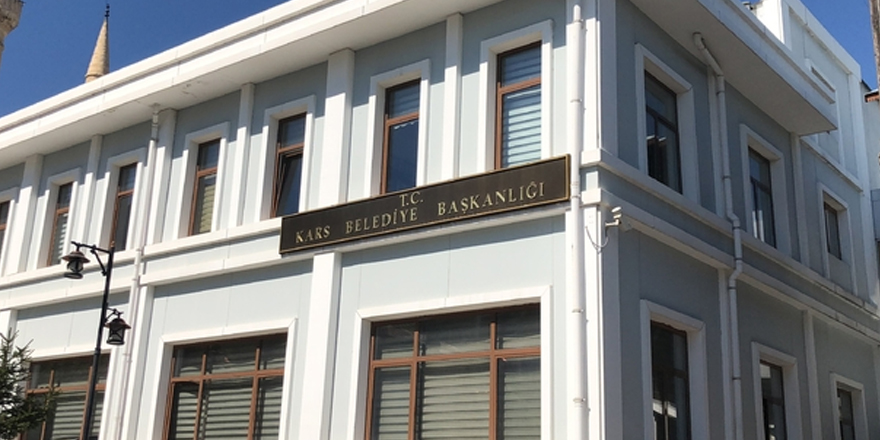 T.C.
KARS BELEDİYE BAŞKANLIĞI